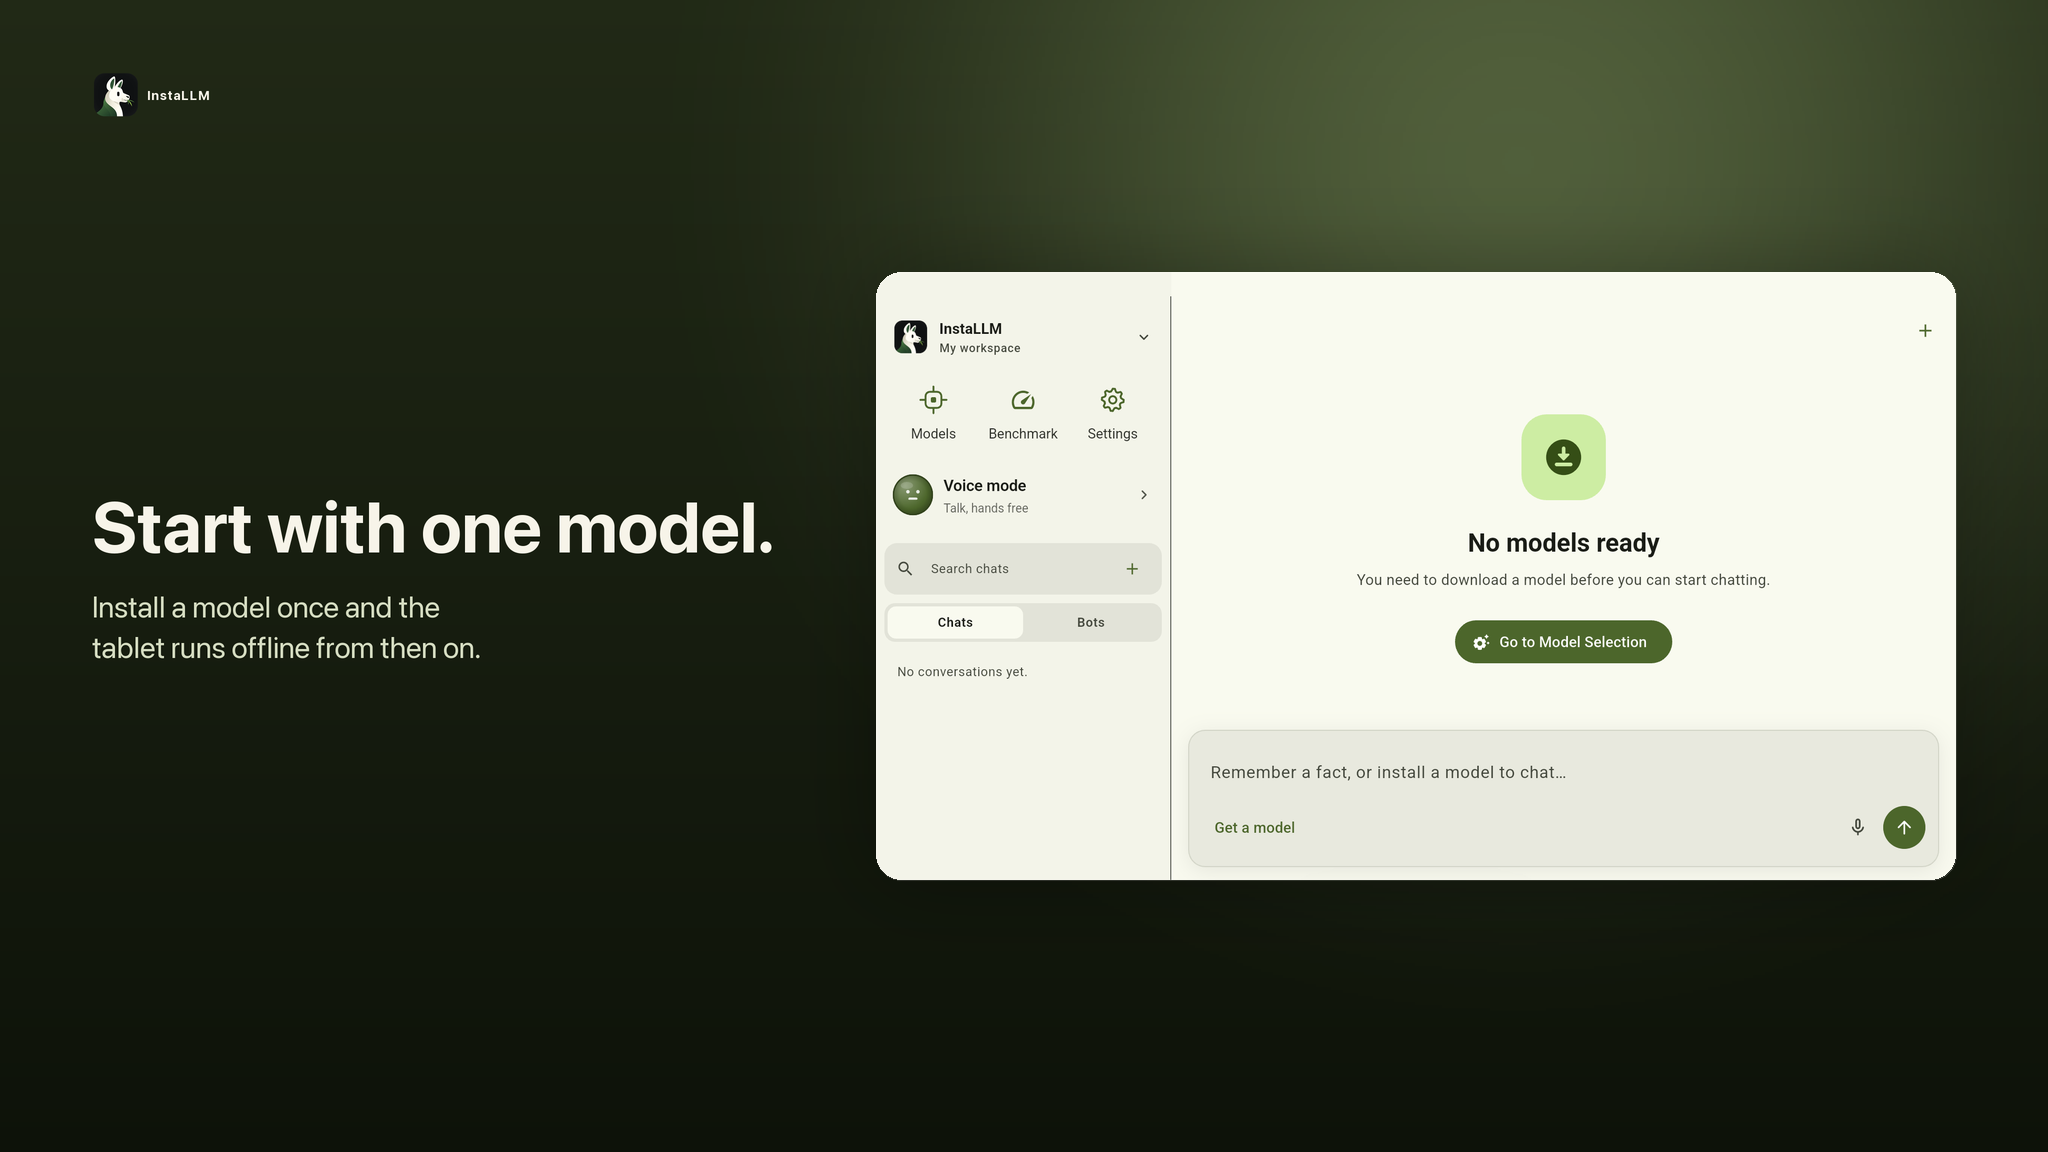 InstaLLM
Start with one model.
Install a model once and the
tablet runs offline from then on.
InstaLLM
My workspace
Models
Benchmark
Settings
Voice mode
Talk, hands free
Search chats
Chats
Bots
No conversations yet.
No models ready
You need to download a model before you can start chatting.
Go to Model Selection
Remember a fact, or install a model to chat…
Get a model